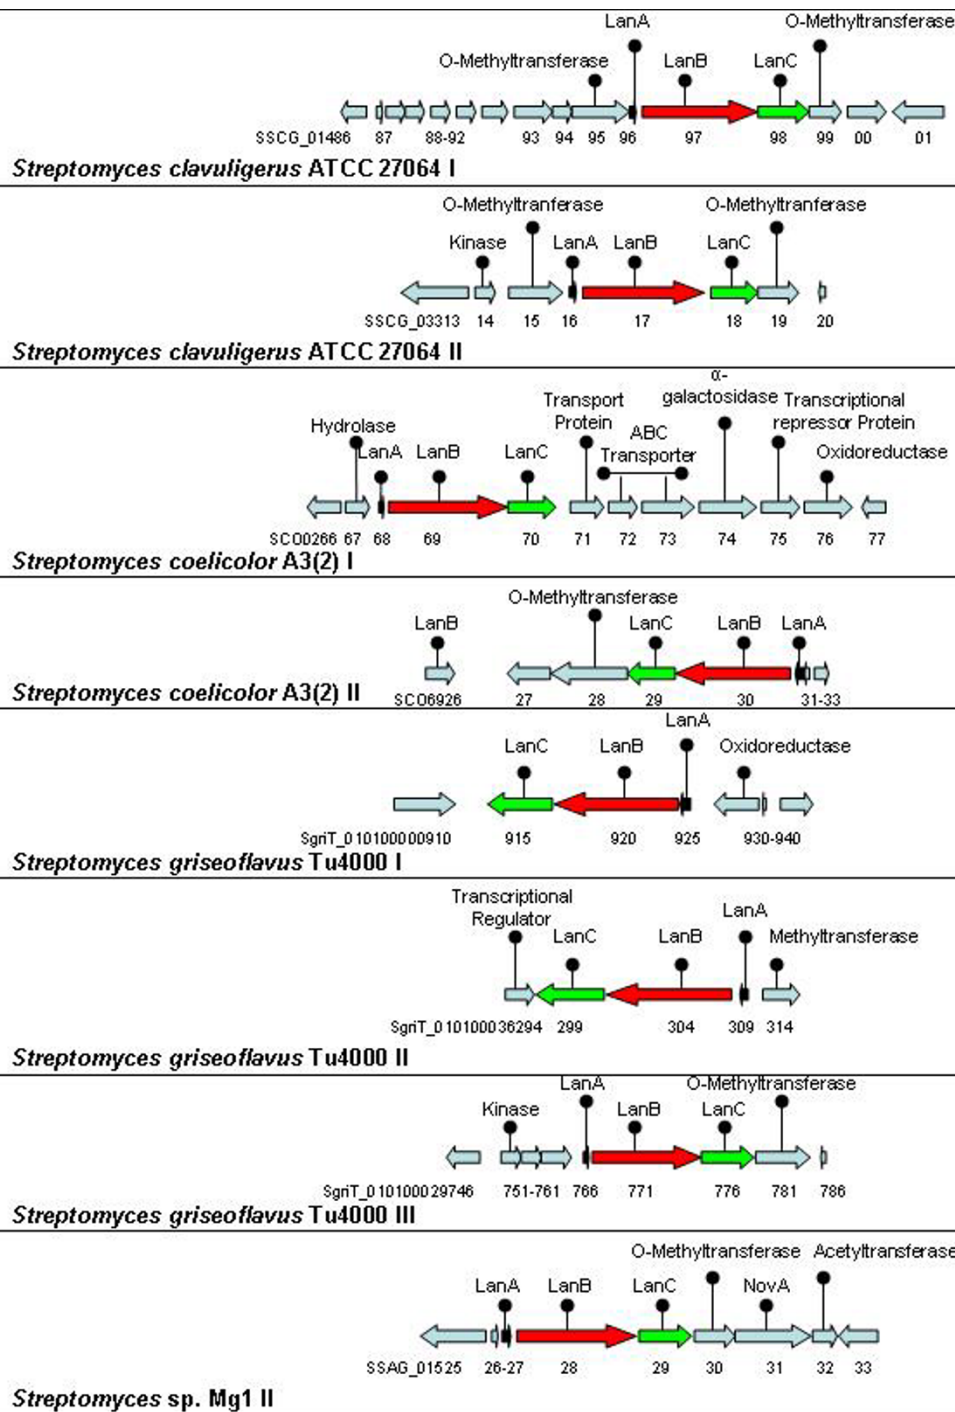 LanA
O-Methyltransferase
O-Methyltransferase
LanB
LanC
SSCG_01486 87 88-92 93 94 95 96 97 98 99 00 01
Streptomyces clavuligerus ATCC 27064 I
O-Methyltranferase
O-Methyltranferase
Kinase LanA LanB LanC
SSCG_03313 14 15 16 17 18 19 20
Streptomyces clavuligerus ATCC 27064 II
α-
galactosidase
Transport
Protein
Transcriptional
repressor Protein
Hydrolase
ABC
Transporter
LanA LanB LanC
Oxidoreductase
SCO0266 67 68 69 70 71 72 73 74 75 76 77
Streptomyces coelicolor A3(2) I
O-Methyltransferase
LanB LanC LanB LanA
SCO6926 27 28 29 30 31-33
Streptomyces coelicolor A3(2) II
LanA
LanC LanB Oxidoreductase
SgriT_010100000910 915 920 925 930-940
Streptomyces griseoflavus Tu4000 I
Transcriptional
Regulator
LanA
LanC LanB Methyltransferase
SgriT_010100036294 299 304 309 314
Streptomyces griseoflavus Tu4000 II
LanA O-Methyltransferase
Kinase LanB LanC
SgriT_010100029746 751-761 766 771 776 781 786
Streptomyces griseoflavus Tu4000 III
O-Methyltransferase Acetyltransferase
LanA LanB LanC NovA
SSAG_01525 26-27 28 29 30 31 32 33
Streptomyces sp. Mg1 II